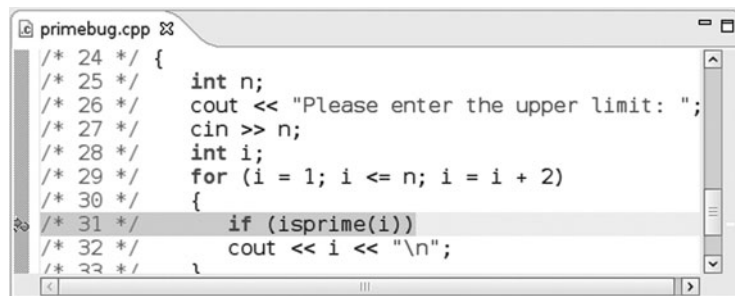 primebug.cpp
/* 24 */ {
/* 25 */    int n;
/* 26 */    cout << "Please enter the upper limit: ";
/* 27 */    cin >> n;
/* 28 */    int i;
/* 29 */    for (i = 1; i <= n; i = i + 2)
/* 30 */    {
/* 31 */       if (isprime(i))
/* 32 */       cout << i << "\n";
/* 33 */    }